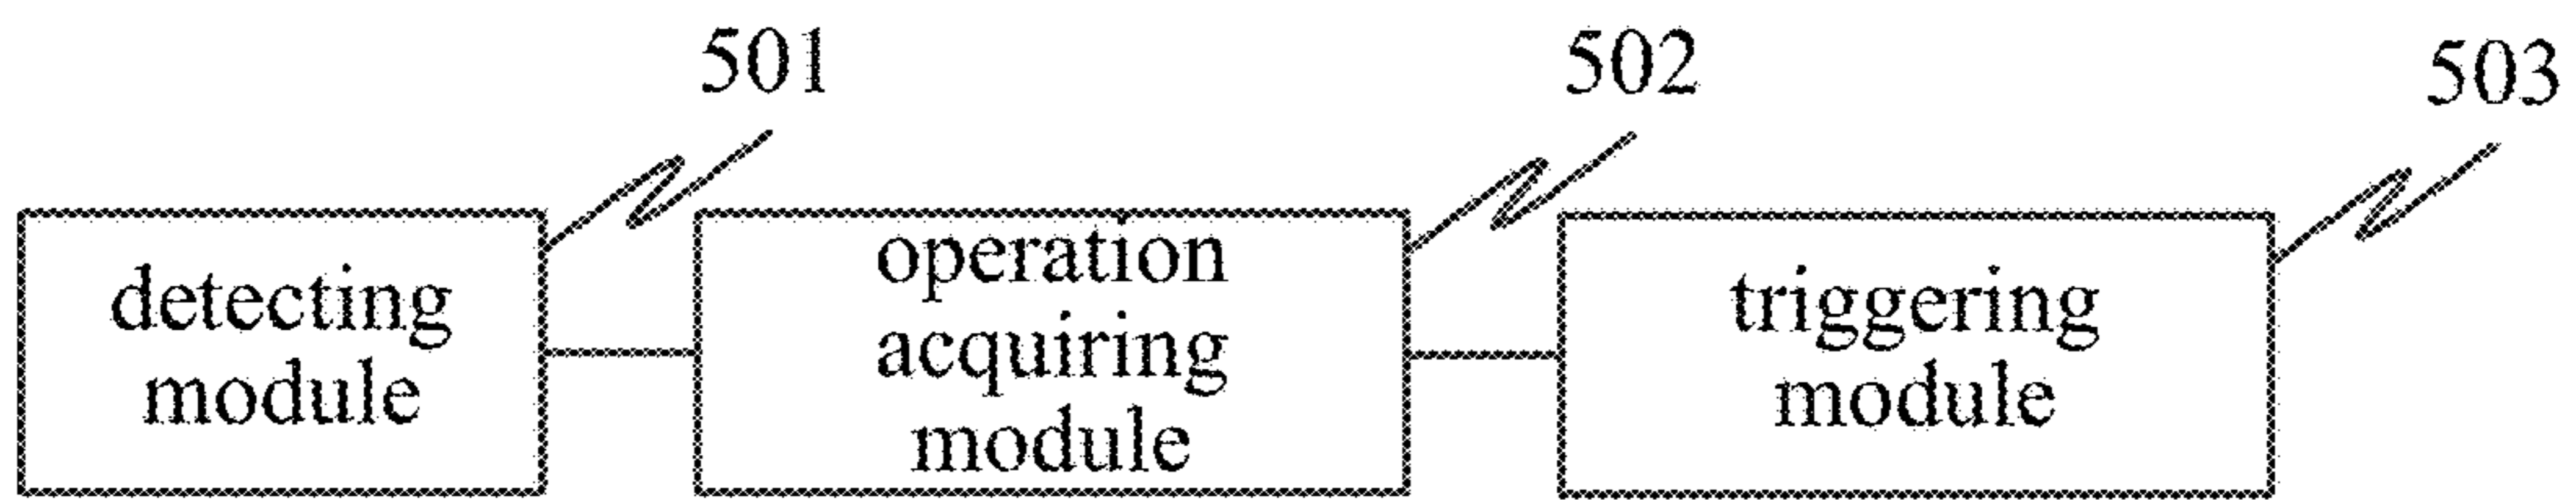 501
502
503
detecting
module
operation
acquiring
module
triggering
module